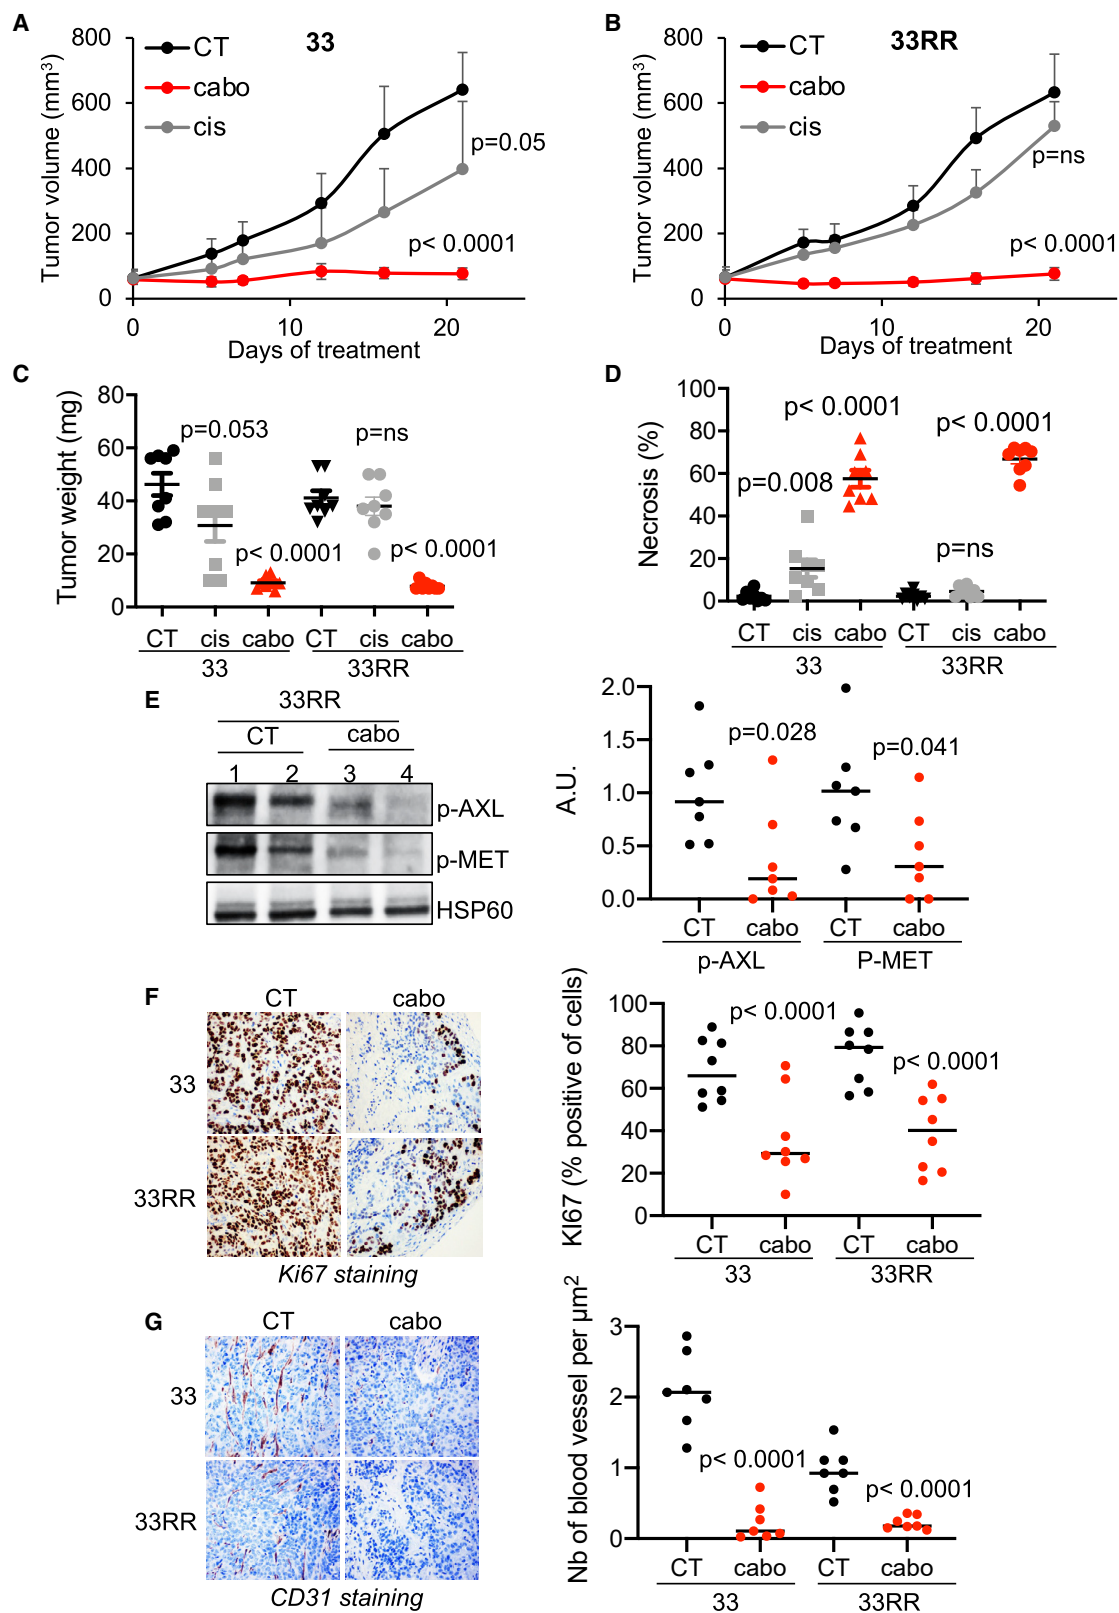 A
33
Tumor volume (mm³)
800
600
400
200
0
CT
cabo
cis
p=0.05
p< 0.0001
0
10
20
Days of treatment
B
33RR
Tumor volume (mm³)
800
600
400
200
0
CT
cabo
cis
p=ns
p< 0.0001
0
10
20
Days of treatment
C
Tumor weight (mg)
80
60
40
20
0
p=0.053
p=ns
p< 0.0001
p< 0.0001
CT cis cabo CT cis cabo
33 33RR
D
Necrosis (%)
100
80
60
40
20
0
p< 0.0001
p< 0.0001
p=0.008
p=ns
CT cis cabo CT cis cabo
33 33RR
E
33RR
CT cabo
1 2 3 4
p-AXL
p-MET
HSP60
A.U.
2.0
1.5
1.0
0.5
0.0
p=0.028
p=0.041
CT cabo CT cabo
p-AXL P-MET
F
CT cabo
33
33RR
Ki67 staining
KI67 (% positive of cells)
100
80
60
40
20
0
p< 0.0001
p< 0.0001
CT cabo CT cabo
33 33RR
G
CT cabo
33
33RR
CD31 staining
Nb of blood vessel per µm²
3
2
1
0
p< 0.0001
p< 0.0001
CT cabo CT cabo
33 33RR